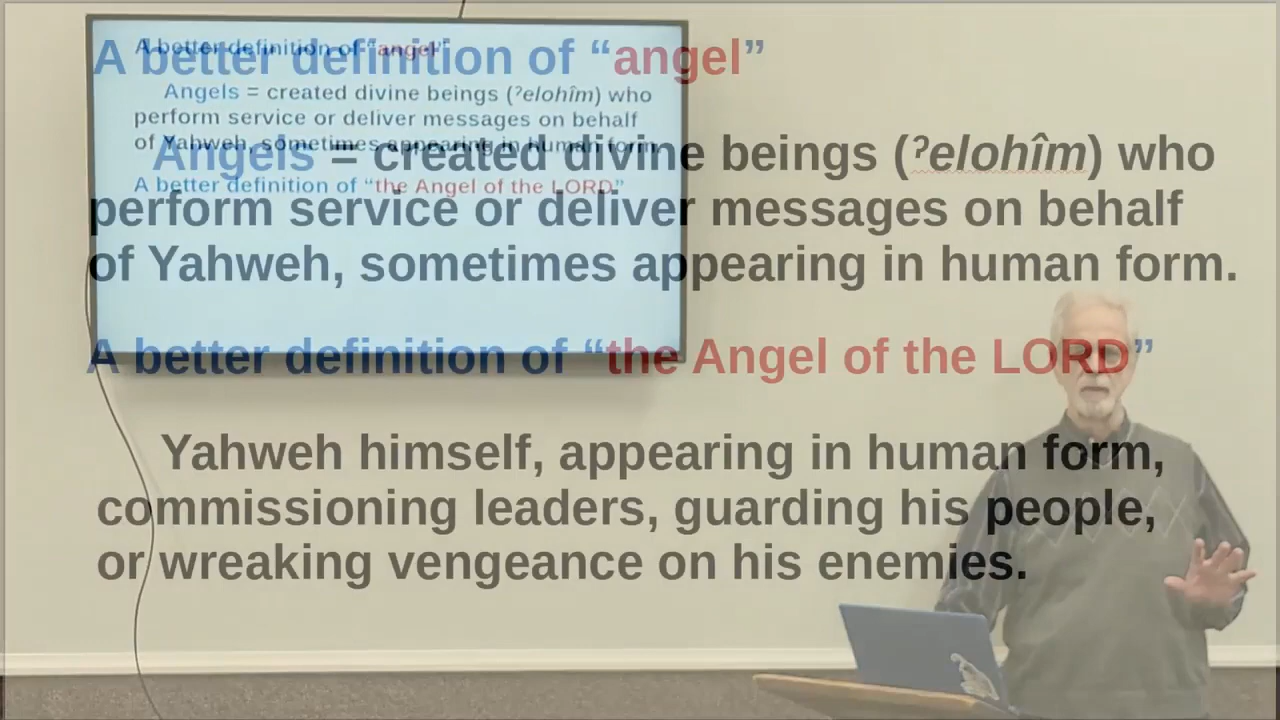 A better definition of “angel”
Angels = created divine beings (ʾelohîm) who
perform service or deliver messages on behalf
of Yahweh, sometimes appearing in human form.
A better definition of “the Angel of the LORD”
Yahweh himself, appearing in human form,
commissioning leaders, guarding his people,
or wreaking vengeance on his enemies.
A better definition of “angel”
Angels = created divine beings (ʾelohîm) who
perform service or deliver messages on behalf
of Yahweh, sometimes appearing in human form.
A better definition of “the Angel of the LORD”